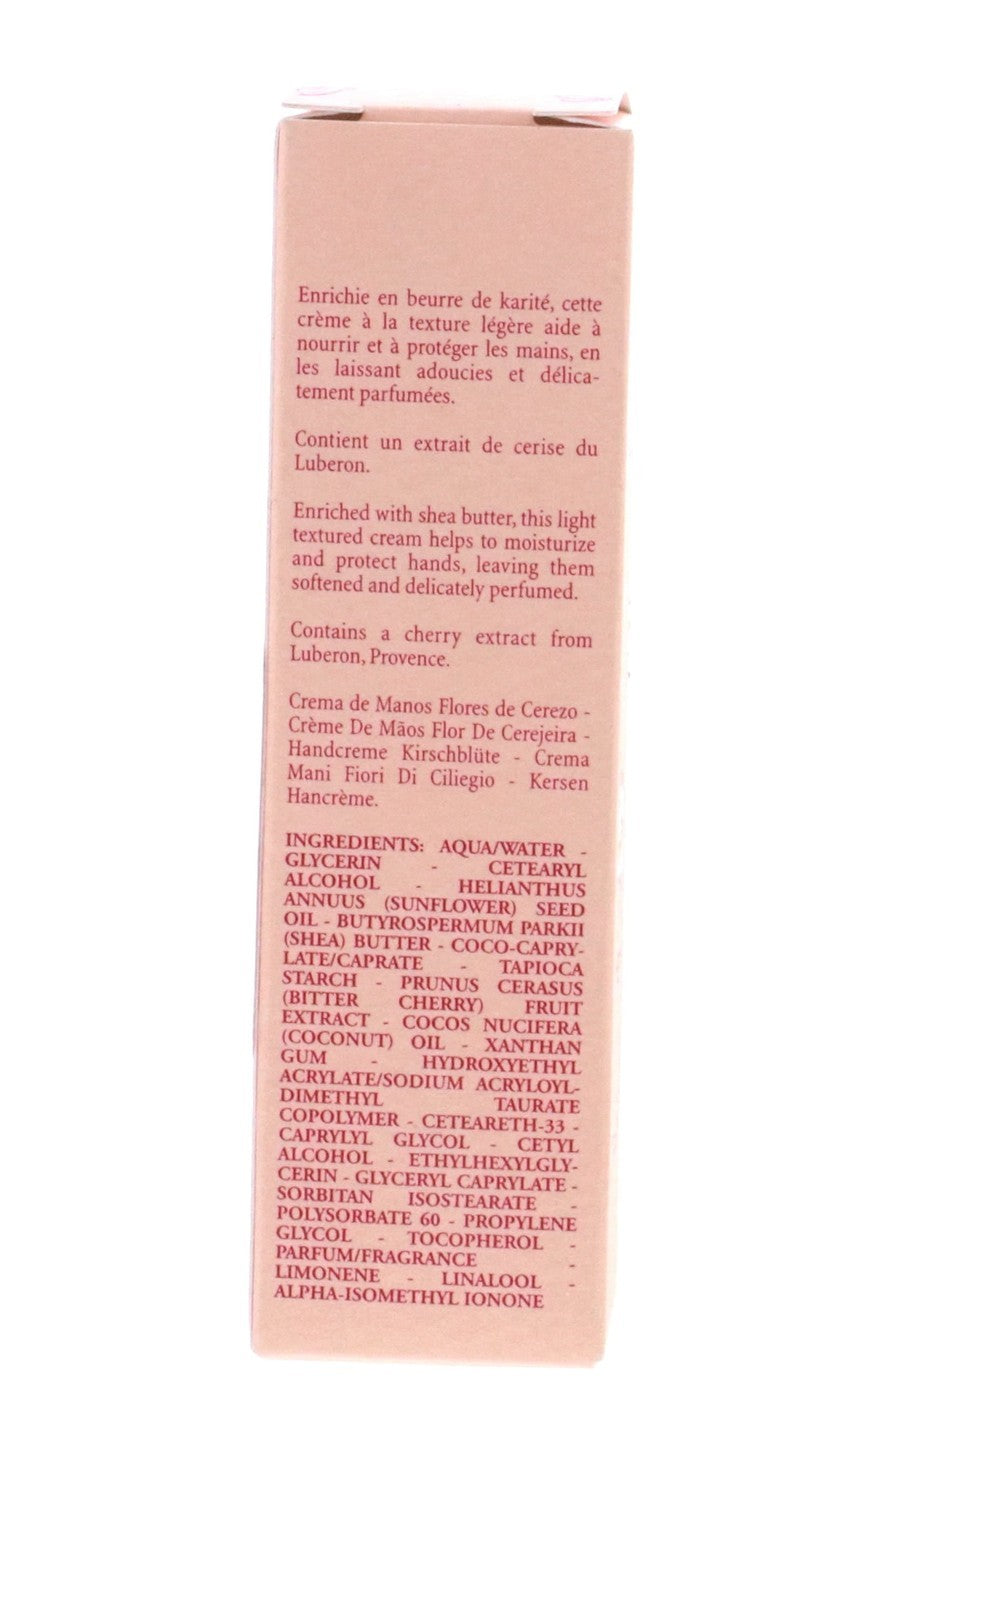 Enrichie en beurre de karité, cette
crème à la texture légère aide à
nourrir et à protéger les mains, en
les laissant adoucies et délica-
tement parfumées.
Contient un extrait de cerise du
Luberon.
Enriched with shea butter, this light
textured cream helps to moisturize
and protect hands, leaving them
softened and delicately perfumed.
Contains a cherry extract from
Luberon, Provence.
Crema de Manos Flores de Cerezo -
Crème De Mãos Flor De Cerejeira -
Handcreme Kirschblüte - Crema
Mani Fiori Di Ciliegio - Kersen
Hancrème.
INGREDIENTS: AQUA/WATER -
GLYCERIN - CETEARYL
ALCOHOL - HELIANTHUS
ANNUUS (SUNFLOWER) SEED
OIL - BUTYROSPERMUM PARKII
(SHEA) BUTTER - COCO-CAPRY-
LATE/CAPRATE - TAPIOCA
STARCH - PRUNUS CERASUS
(BITTER CHERRY) FRUIT
EXTRACT - COCOS NUCIFERA
(COCONUT) OIL - XANTHAN
GUM - HYDROXYETHYL
ACRYLATE/SODIUM ACRYLOYL-
DIMETHYL TAURATE
COPOLYMER - CETEARETH-33 -
CAPRYLYL GLYCOL - CETYL
ALCOHOL - ETHYLHEXYLGLY-
CERIN - GLYCERYL CAPRYLATE -
SORBITAN ISOSTEARATE -
POLYSORBATE 60 - PROPYLENE
GLYCOL - TOCOPHEROL -
PARFUM/FRAGRANCE -
LIMONENE - LINALOOL -
ALPHA-ISOMETHYL IONONE